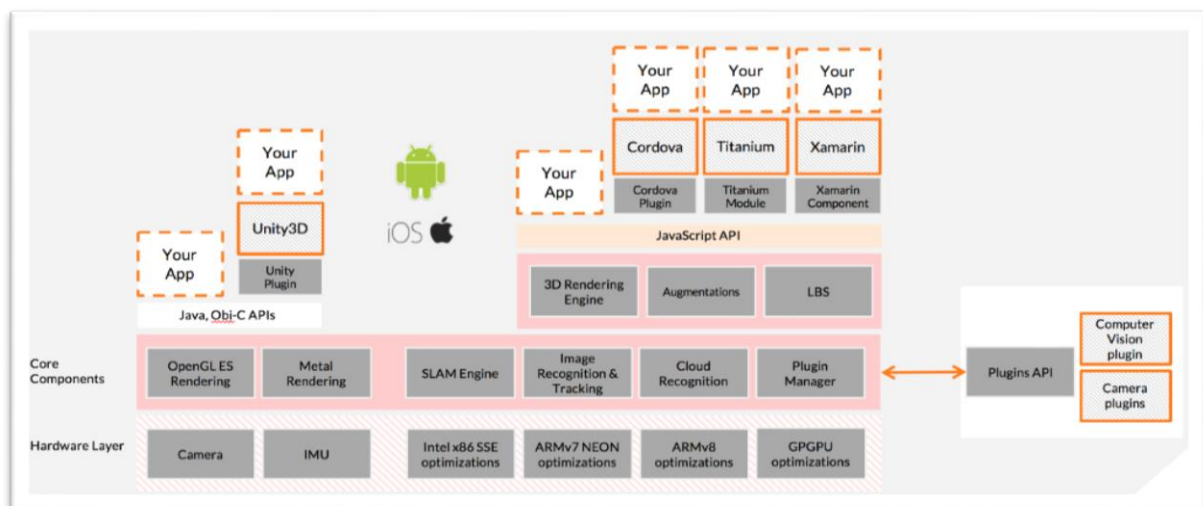 Your
App
Your
App
Your
App
Cordova
Titanium
Xamarin
Your
App
Your
App
Cordova
Plugin
Titanium
Module
Xamarin
Component
Unity3D
iOS
JavaScript API
Your
App
Unity
Plugin
3D Rendering
Engine
Augmentations
LBS
Java, Obi-C APIs
Core
Components
OpenGL ES
Rendering
Metal
Rendering
SLAM Engine
Image
Recognition &
Tracking
Cloud
Recognition
Plugin
Manager
Plugins API
Computer
Vision
plugin
Camera
plugins
Hardware Layer
Camera
IMU
Intel x86 SSE
optimizations
ARMv7 NEON
optimizations
ARMv8
optimizations
GPGPU
optimizations